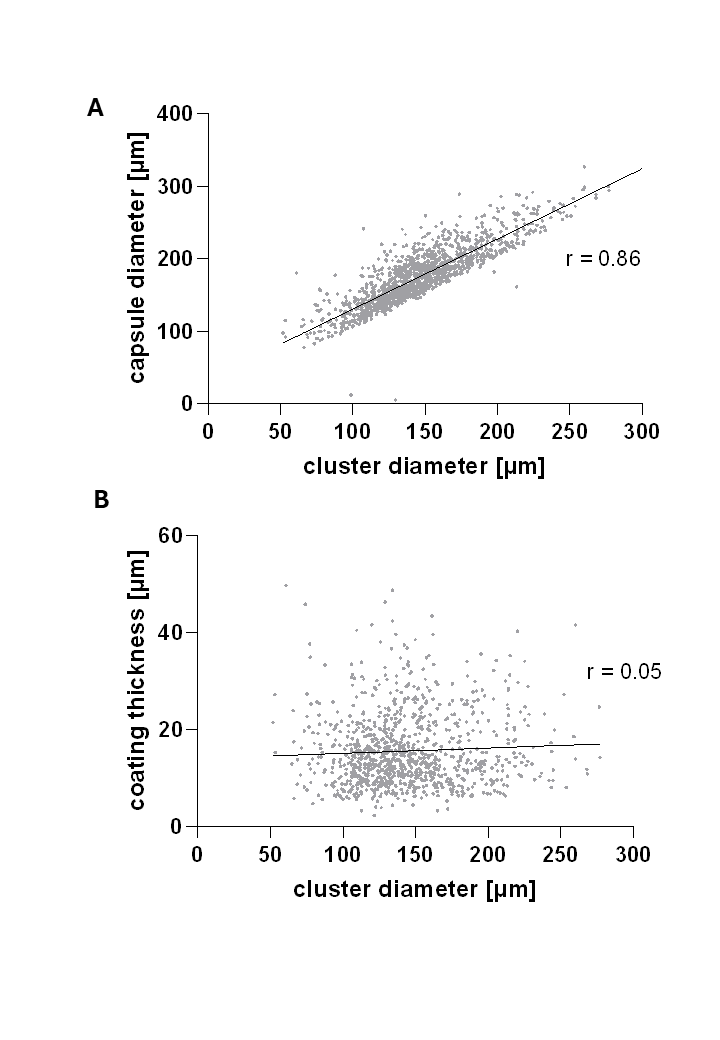 A
400
300
200
100
0
capsule diameter [µm]
r = 0.86
0 50 100 150 200 250 300
cluster diameter [µm]
B
60
40
20
0
coating thickness [µm]
r = 0.05
0 50 100 150 200 250 300
cluster diameter [µm]